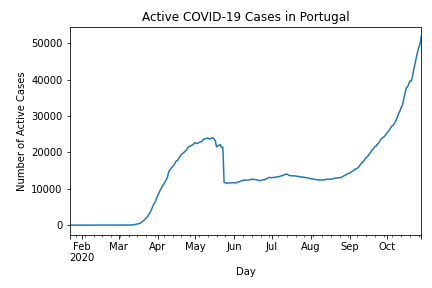 Active COVID-19 Cases in Portugal
Number of Active Cases
50000
40000
30000
20000
10000
0
Feb Mar Apr May Jun Jul Aug Sep Oct
2020
Day